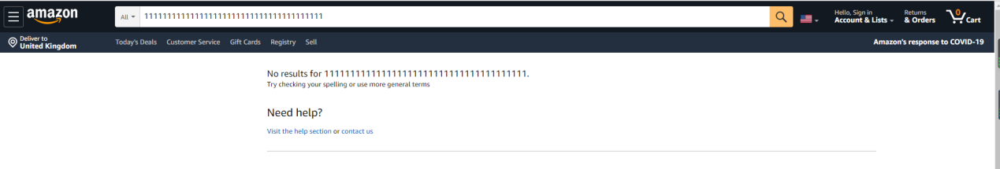 amazon
All
Hello, Sign in
Account & Lists
Returns
& Orders
0
Cart
Deliver to
United Kingdom
Today's Deals Customer Service Gift Cards Registry Sell
Amazon's response to COVID-19
No results for
Try checking your spelling or use more general terms
Need help?
Visit the help section or contact us